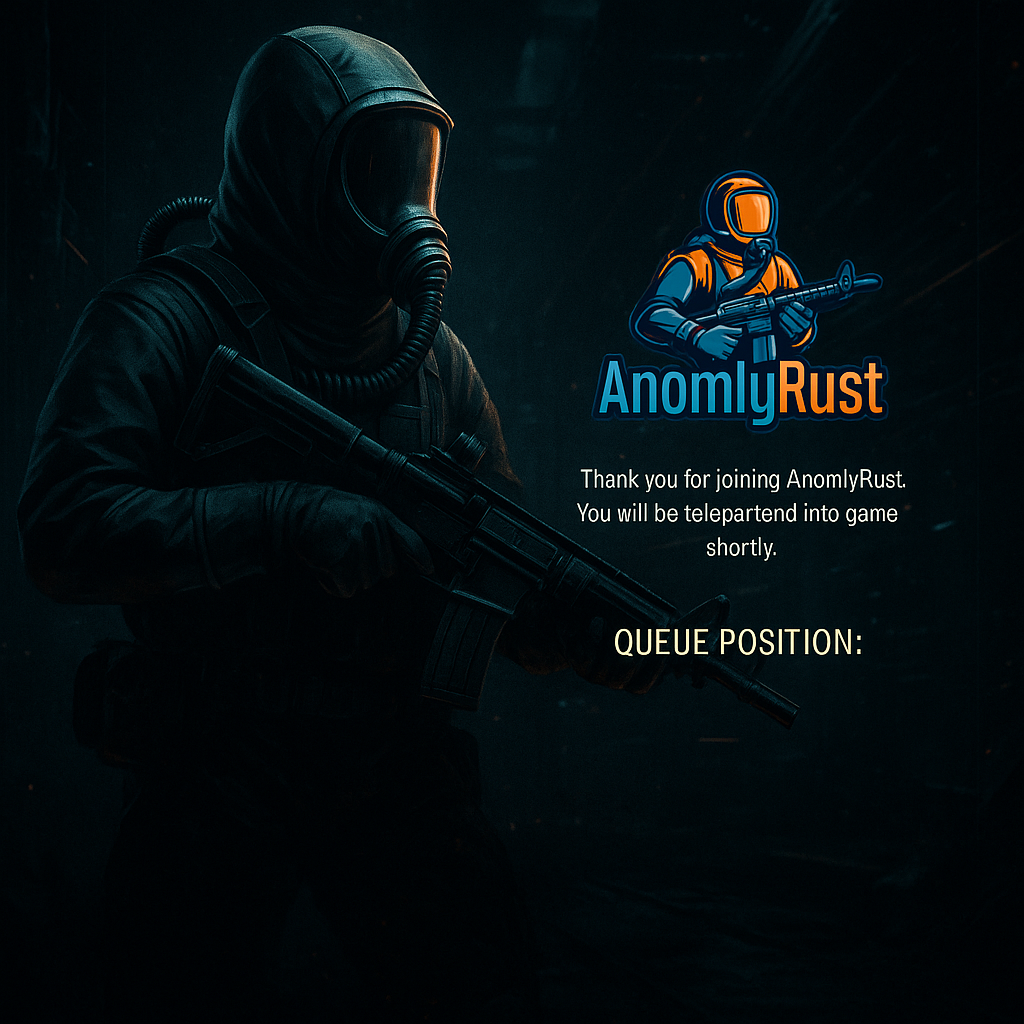 AnomlyRust
Thank you for joining AnomlyRust.
You will be telepartend into game
shortly.
QUEUE POSITION: